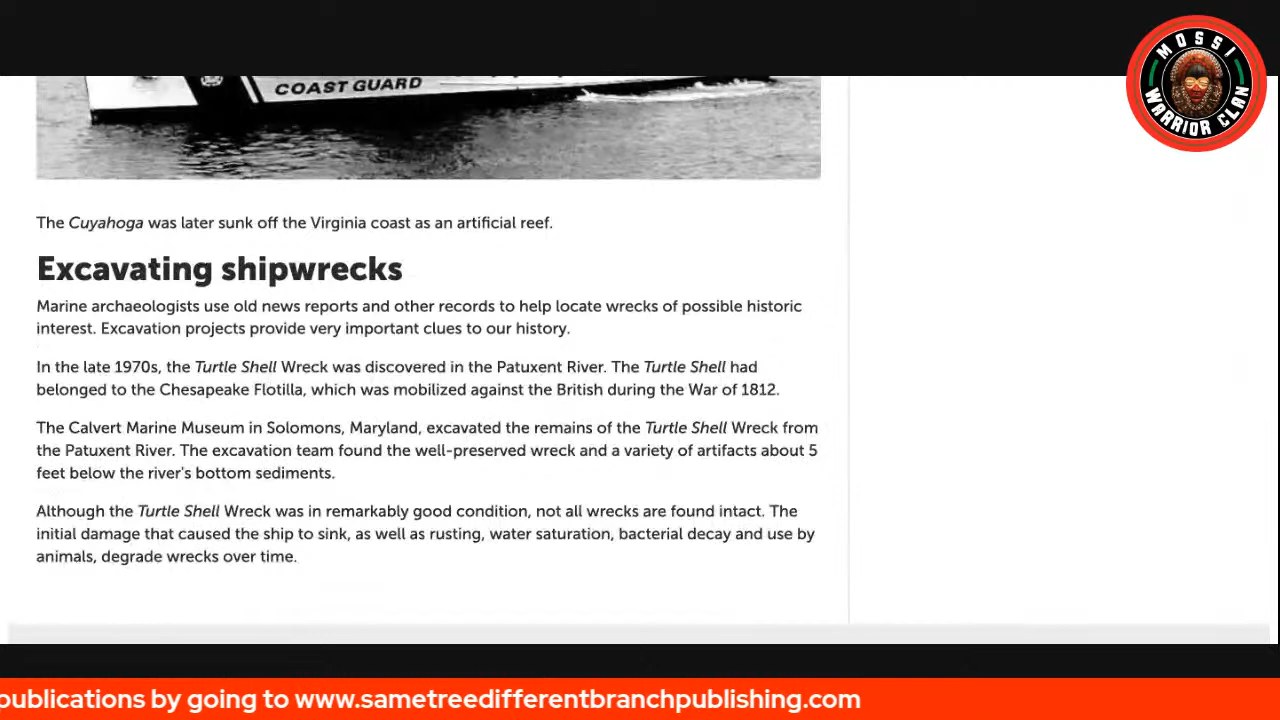 MOSSI
WARRIOR CLAN
COAST GUARD
The Cuyahoga was later sunk off the Virginia coast as an artificial reef.
Excavating shipwrecks
Marine archaeologists use old news reports and other records to help locate wrecks of possible historic
interest. Excavation projects provide very important clues to our history.
In the late 1970s, the Turtle Shell Wreck was discovered in the Patuxent River. The Turtle Shell had
belonged to the Chesapeake Flotilla, which was mobilized against the British during the War of 1812.
The Calvert Marine Museum in Solomons, Maryland, excavated the remains of the Turtle Shell Wreck from
the Patuxent River. The excavation team found the well-preserved wreck and a variety of artifacts about 5
feet below the river's bottom sediments.
Although the Turtle Shell Wreck was in remarkably good condition, not all wrecks are found intact. The
initial damage that caused the ship to sink, as well as rusting, water saturation, bacterial decay and use by
animals, degrade wrecks over time.
publications by going to www.sametreedifferentbranchpublishing.com